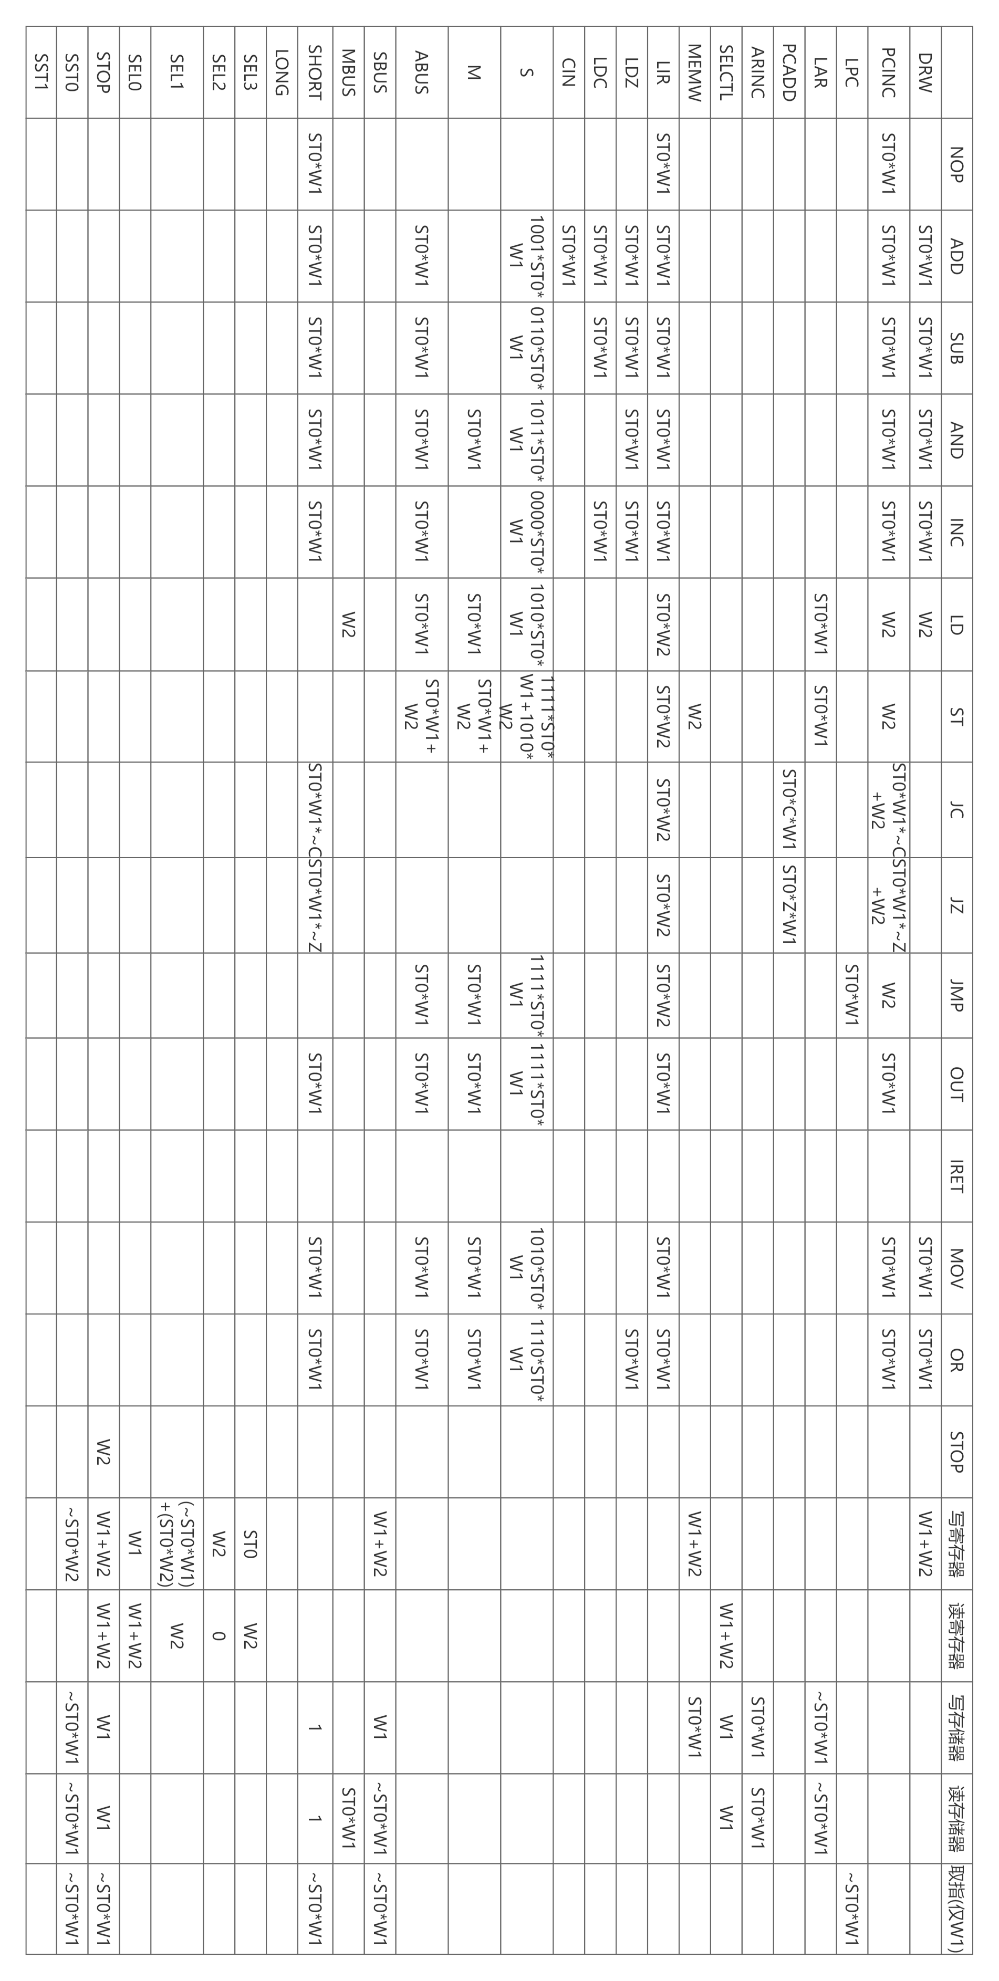 NOP ADD SUB AND INC LD ST JC JZ JMP OUT IRET MOV OR STOP 写寄存器 读寄存器 写存储器 读存储器 取指(仅W1)
DRW ST0*W1 ST0*W1 ST0*W1 ST0*W1 W2 ST0*W1 ST0*W1 W1+W2
PCINC ST0*W1 ST0*W1 ST0*W1 ST0*W1 ST0*W1 W2 W2 ST0*W1*~C+W2 ST0*W1*~Z+W2 W2 ST0*W1 ST0*W1 ST0*W1
LPC ST0*W1 ~ST0*W1
LAR ST0*W1 ST0*W1 ~ST0*W1 ~ST0*W1
PCADD ST0*C*W1 ST0*Z*W1
ARINC ST0*W1 ST0*W1
SELCTL W1+W2 W1 W1
MEMW W2 W1+W2 ST0*W1
LIR ST0*W1 ST0*W1 ST0*W1 ST0*W1 ST0*W1 ST0*W2 ST0*W2 ST0*W2 ST0*W2 ST0*W2 ST0*W1 ST0*W1 ST0*W1
LDZ ST0*W1 ST0*W1 ST0*W1 ST0*W1 ST0*W1
LDC ST0*W1 ST0*W1 ST0*W1
CIN ST0*W1
S 1001*ST0*W1 0110*ST0*W1 1011*ST0*W1 0000*ST0*W1 1010*ST0*W1 1111*ST0*W1+1010*W2 1111*ST0*W1 1111*ST0*W1 1010*ST0*W1 1110*ST0*W1
M ST0*W1 ST0*W1 ST0*W1+W2 ST0*W1 ST0*W1 ST0*W1 ST0*W1
ABUS ST0*W1 ST0*W1 ST0*W1 ST0*W1 ST0*W1 ST0*W1+W2 ST0*W1 ST0*W1 ST0*W1 ST0*W1
SBUS W1+W2 W1 ~ST0*W1 ~ST0*W1
MBUS W2 ST0*W1
SHORT ST0*W1 ST0*W1 ST0*W1 ST0*W1 ST0*W1 ST0*W1*~C ST0*W1*~Z ST0*W1 ST0*W1 ST0*W1 1 1 ~ST0*W1
LONG
SEL3 ST0 W2
SEL2 W2 0
SEL1 (~ST0*W1)+(ST0*W2) W2
SEL0 W1 W1+W2
STOP W2 W1+W2 W1+W2 W1 W1 ~ST0*W1
SST0 ~ST0*W2 ~ST0*W1 ~ST0*W1 ~ST0*W1
SST1